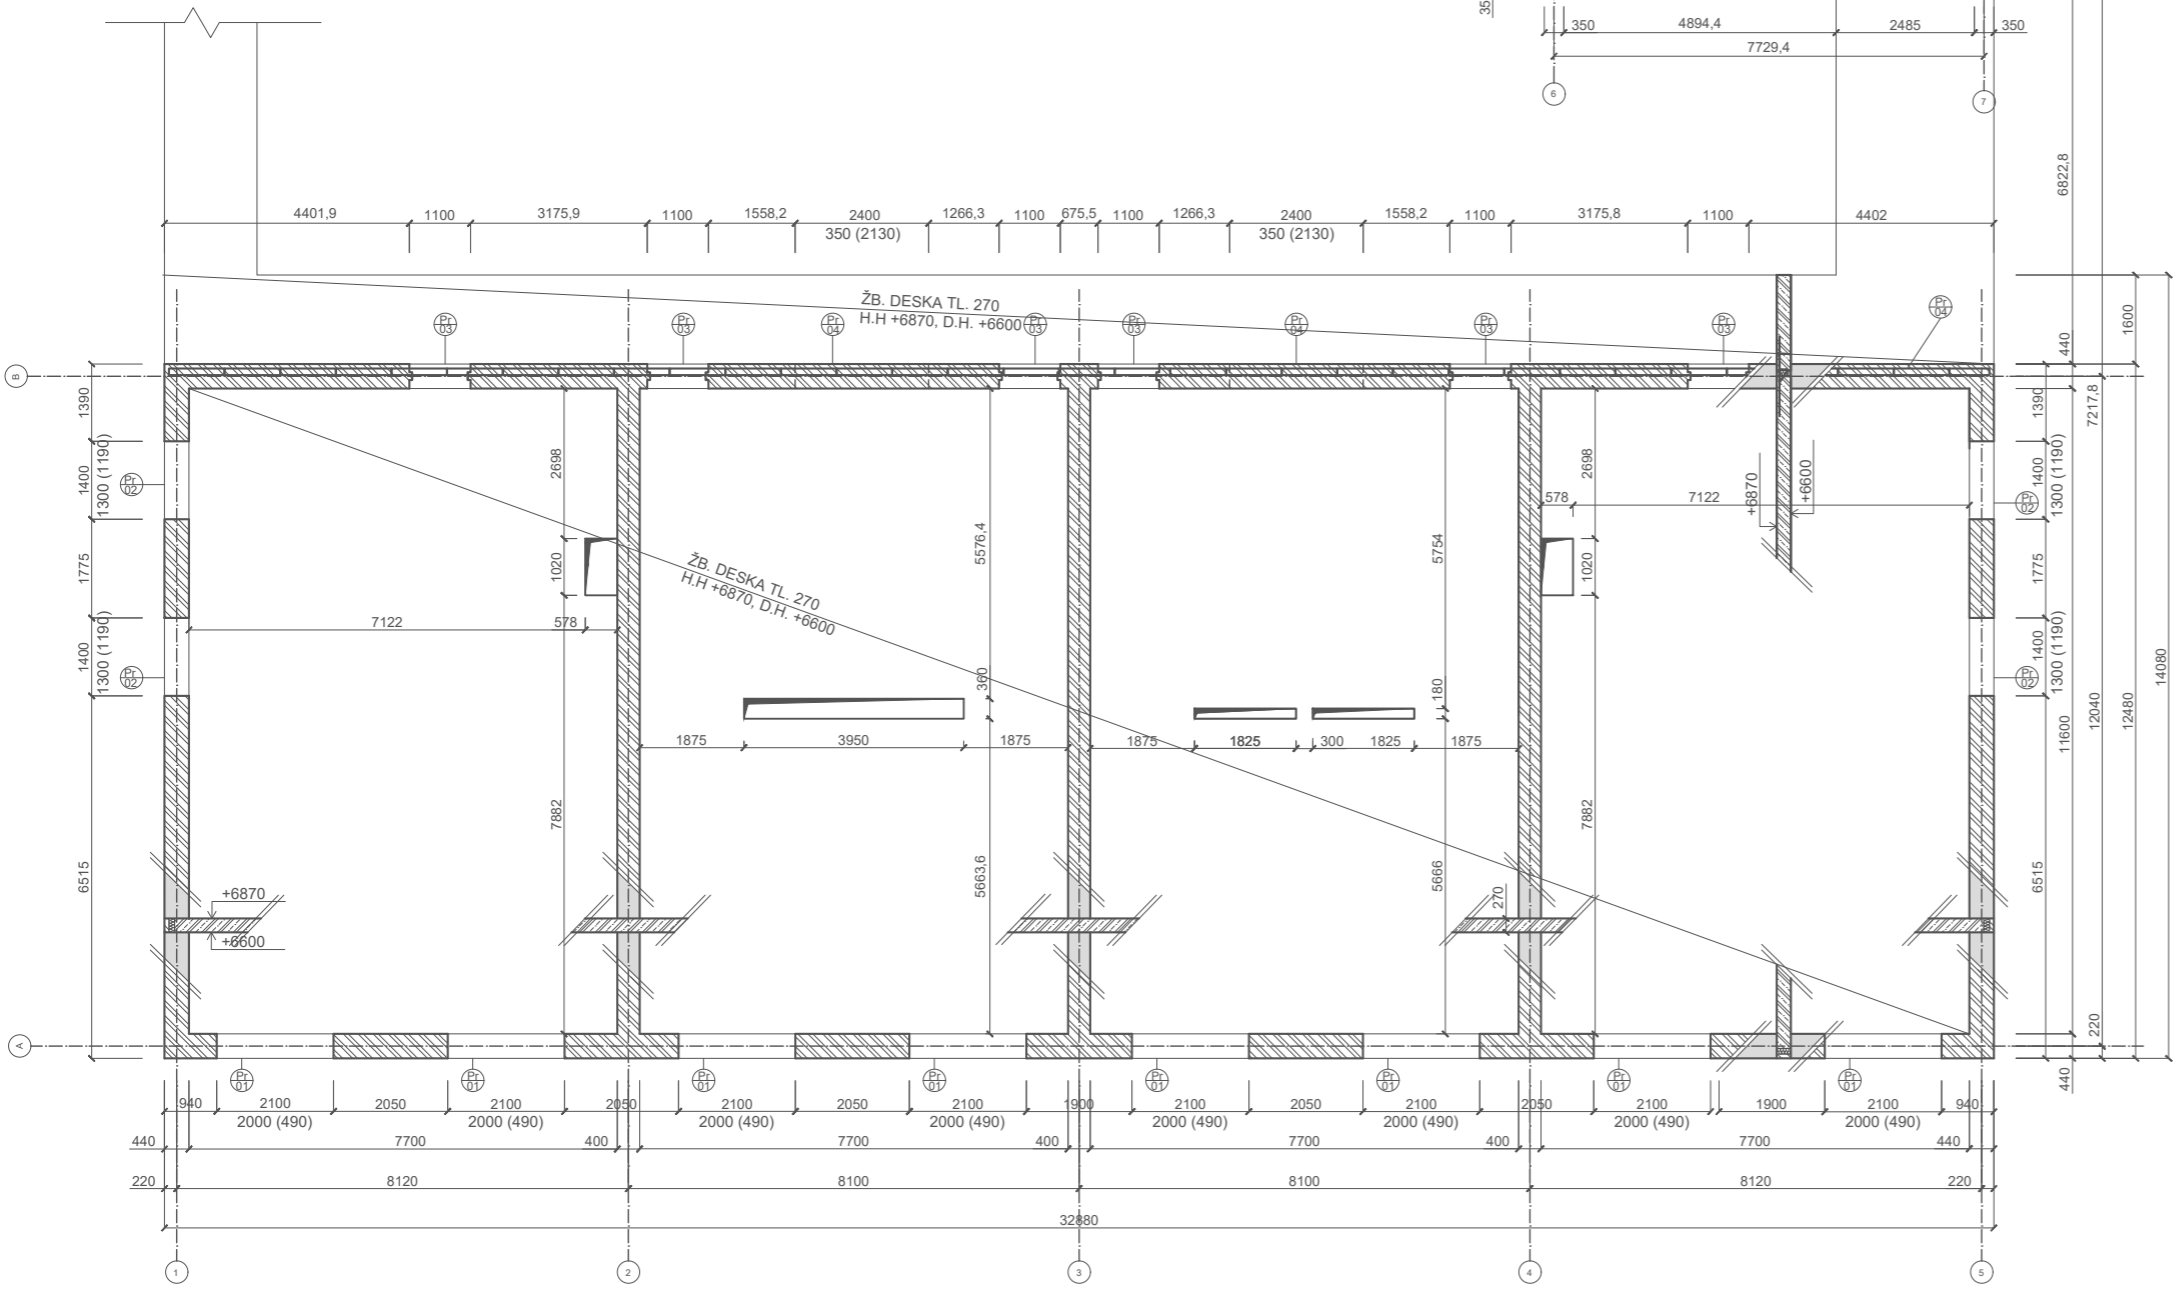 35
350 4894,4 2485 350
7729,4
6 7
6822,8
4401,9 1100 3175,9 1100 1558,2 2400 1266,3 1100 675,5 1100 1266,3 2400 1558,2 1100 3175,8 1100 4402
350 (2130) 350 (2130)
ŽB. DESKA TL. 270
H.H +6870, D.H. +6600
Pr 03
Pr 03
Pr 04
Pr 03
Pr 03
Pr 04
Pr 03
Pr 03
Pr 04
440
1600
B
1390
1400
1300 (1190)
Pr 02
1775
1400
1300 (1190)
Pr 02
6515
2698
1020
7882
7122 578
ŽB. DESKA TL. 270
H.H +6870, D.H. +6600
5576,4
360
5663,6
1875 3950 1875
5754
180
5666
1875 1825 300 1825 1875
2698
578 7122
1020
7882
+6870
+6600
1390
1400
1300 (1190)
Pr 02
1775
1400
1300 (1190)
Pr 02
6515
7217,8
11600
12040
12480
14080
220
440
+6870
+6600
270
A
Pr 01
Pr 01
Pr 01
Pr 01
Pr 01
Pr 01
Pr 01
Pr 01
940 2100 2050 2100 2050 2100 2050 2100 1900 2100 2050 2100 2050 2100 1900 2100 940
2000 (490) 2000 (490) 2000 (490) 2000 (490) 2000 (490) 2000 (490) 2000 (490) 2000 (490)
440 7700 400 7700 400 7700 400 7700 440
220 8120 8100 8100 8120 220
32880
1 2 3 4 5